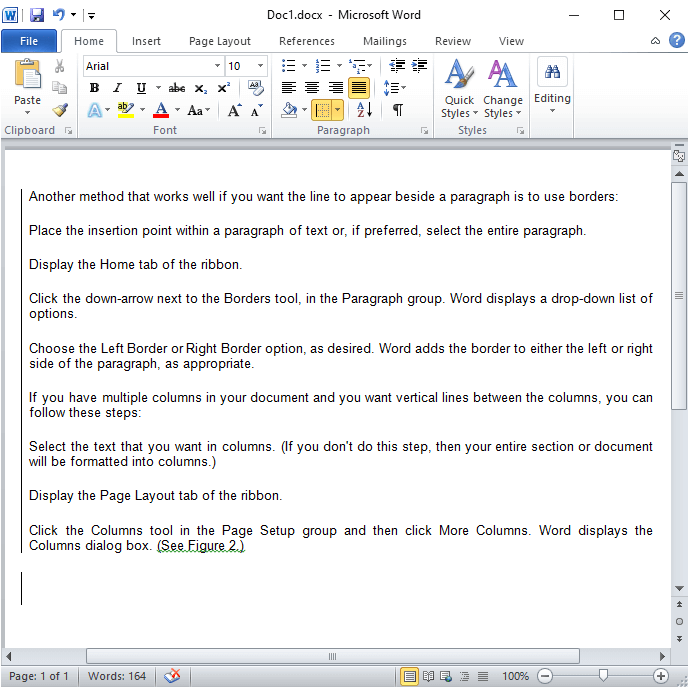 Doc1.docx - Microsoft Word
File Home Insert Page Layout References Mailings Review View
Arial 10
Paste
B I U abc x₂ x²
A ab A Aa A A
A Z ¶
Quick Styles
Change Styles
Editing
Clipboard Font Paragraph Styles
Another method that works well if you want the line to appear beside a paragraph is to use borders:
Place the insertion point within a paragraph of text or, if preferred, select the entire paragraph.
Display the Home tab of the ribbon.
Click the down-arrow next to the Borders tool, in the Paragraph group. Word displays a drop-down list of
options.
Choose the Left Border or Right Border option, as desired. Word adds the border to either the left or right
side of the paragraph, as appropriate.
If you have multiple columns in your document and you want vertical lines between the columns, you can
follow these steps:
Select the text that you want in columns. (If you don't do this step, then your entire section or document
will be formatted into columns.)
Display the Page Layout tab of the ribbon.
Click the Columns tool in the Page Setup group and then click More Columns. Word displays the
Columns dialog box. (See Figure 2.)
Page: 1 of 1 Words: 164 100%